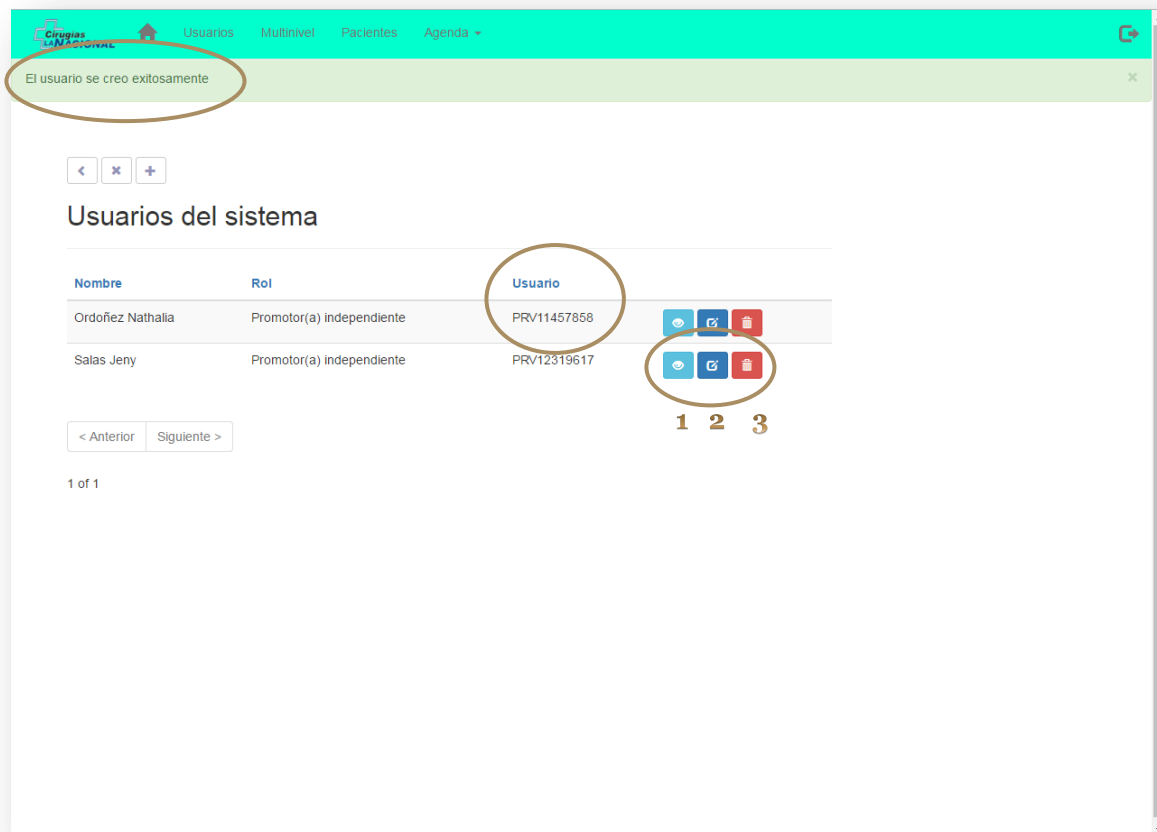 Cirugías
LA NACIONAL
Usuarios Multinivel Pacientes Agenda
El usuario se creo exitosamente ×
Usuarios del sistema
Nombre Rol Usuario
Ordoñez Nathalia Promotor(a) independiente PRV11457858
Salas Jeny Promotor(a) independiente PRV12319617
1 2 3
< Anterior Siguiente >
1 of 1